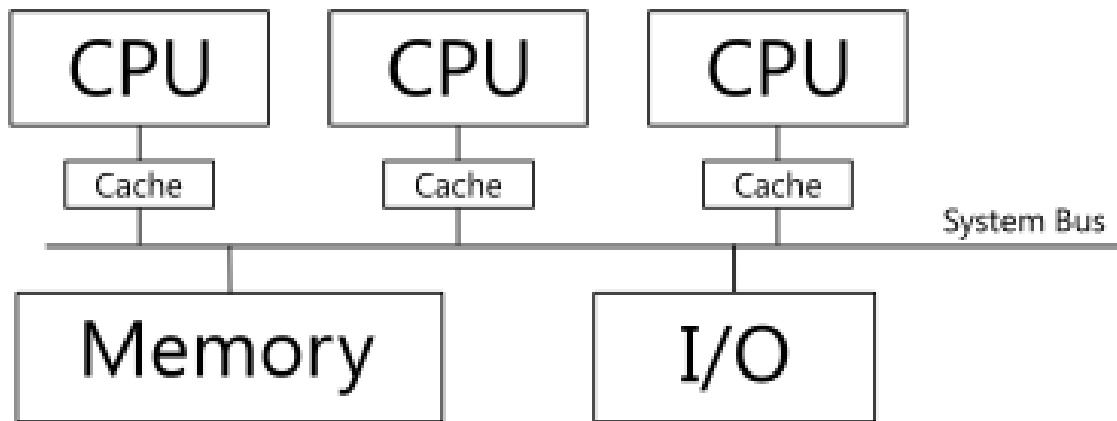 CPU
CPU
CPU
Cache
Cache
Cache
System Bus
Memory
I/O